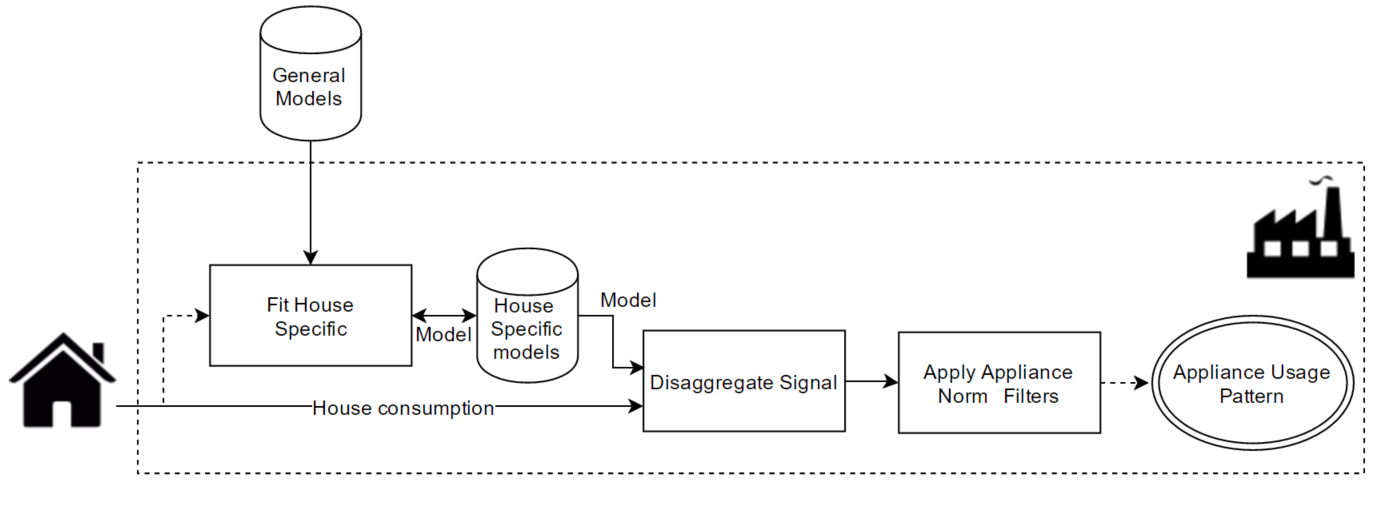 General
Models
Fit House
Specific
Model
House
Specific
models
Model
Disaggregate Signal
Apply Appliance
Norm Filters
Appliance Usage
Pattern
House consumption